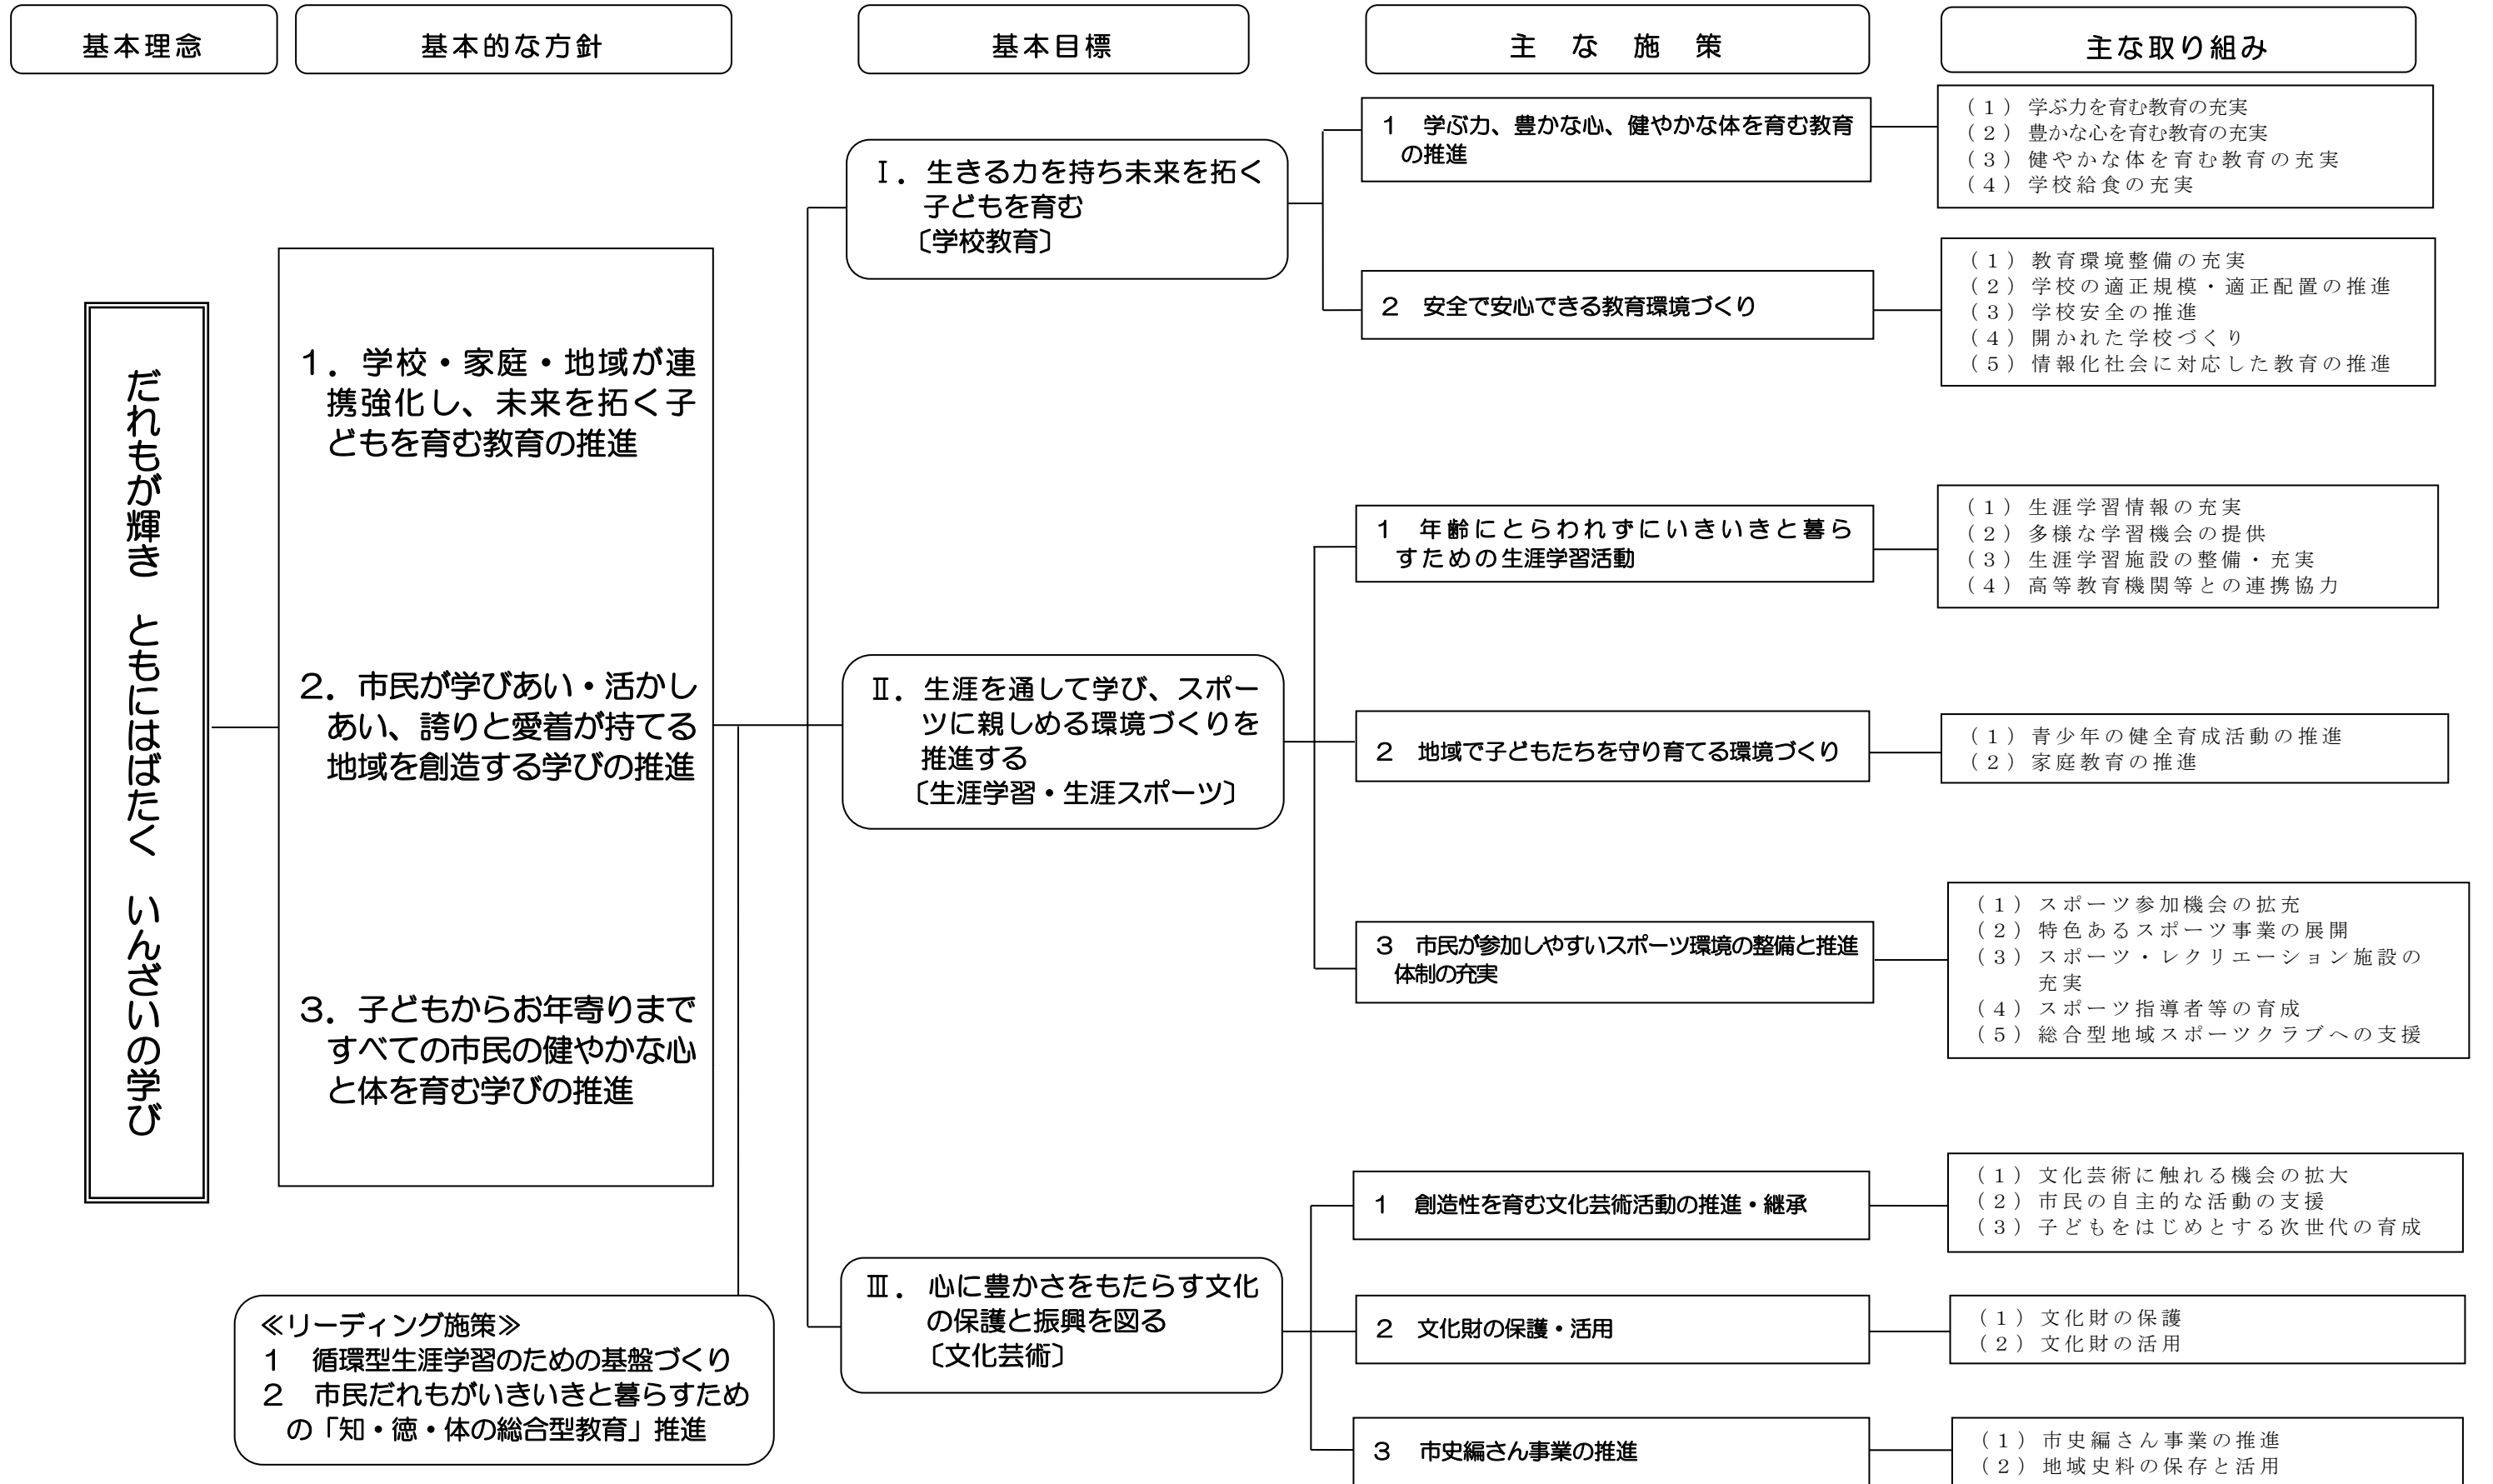 基本理念
基本的な方針
基本目標
主な施策
主な取り組み
だれもが輝き　ともにはばたく　いんざいの学び
１．学校・家庭・地域が連
携強化し、未来を拓く子
どもを育む教育の推進
２．市民が学びあい・活かし
あい、誇りと愛着が持てる
地域を創造する学びの推進
３．子どもからお年寄りまで
すべての市民の健やかな心
と体を育む学びの推進
≪リーディング施策≫
１　循環型生涯学習のための基盤づくり
２　市民だれもがいきいきと暮らすため
の「知・徳・体の総合型教育」推進
Ⅰ．生きる力を持ち未来を拓く
子どもを育む
〔学校教育〕
１　学ぶ力、豊かな心、健やかな体を育む教育
の推進
（１）学ぶ力を育む教育の充実
（２）豊かな心を育む教育の充実
（３）健やかな体を育む教育の充実
（４）学校給食の充実
２　安全で安心できる教育環境づくり
（１）教育環境整備の充実
（２）学校の適正規模・適正配置の推進
（３）学校安全の推進
（４）開かれた学校づくり
（５）情報化社会に対応した教育の推進
Ⅱ．生涯を通して学び、スポー
ツに親しめる環境づくりを
推進する
〔生涯学習・生涯スポーツ〕
１　年齢にとらわれずにいきいきと暮ら
すための生涯学習活動
（１）生涯学習情報の充実
（２）多様な学習機会の提供
（３）生涯学習施設の整備・充実
（４）高等教育機関等との連携協力
２　地域で子どもたちを守り育てる環境づくり
（１）青少年の健全育成活動の推進
（２）家庭教育の推進
３　市民が参加しやすいスポーツ環境の整備と推進
体制の充実
（１）スポーツ参加機会の拡充
（２）特色あるスポーツ事業の展開
（３）スポーツ・レクリエーション施設の
充実
（４）スポーツ指導者等の育成
（５）総合型地域スポーツクラブへの支援
Ⅲ．心に豊かさをもたらす文化
の保護と振興を図る
〔文化芸術〕
１　創造性を育む文化芸術活動の推進・継承
（１）文化芸術に触れる機会の拡大
（２）市民の自主的な活動の支援
（３）子どもをはじめとする次世代の育成
２　文化財の保護・活用
（１）文化財の保護
（２）文化財の活用
３　市史編さん事業の推進
（１）市史編さん事業の推進
（２）地域史料の保存と活用